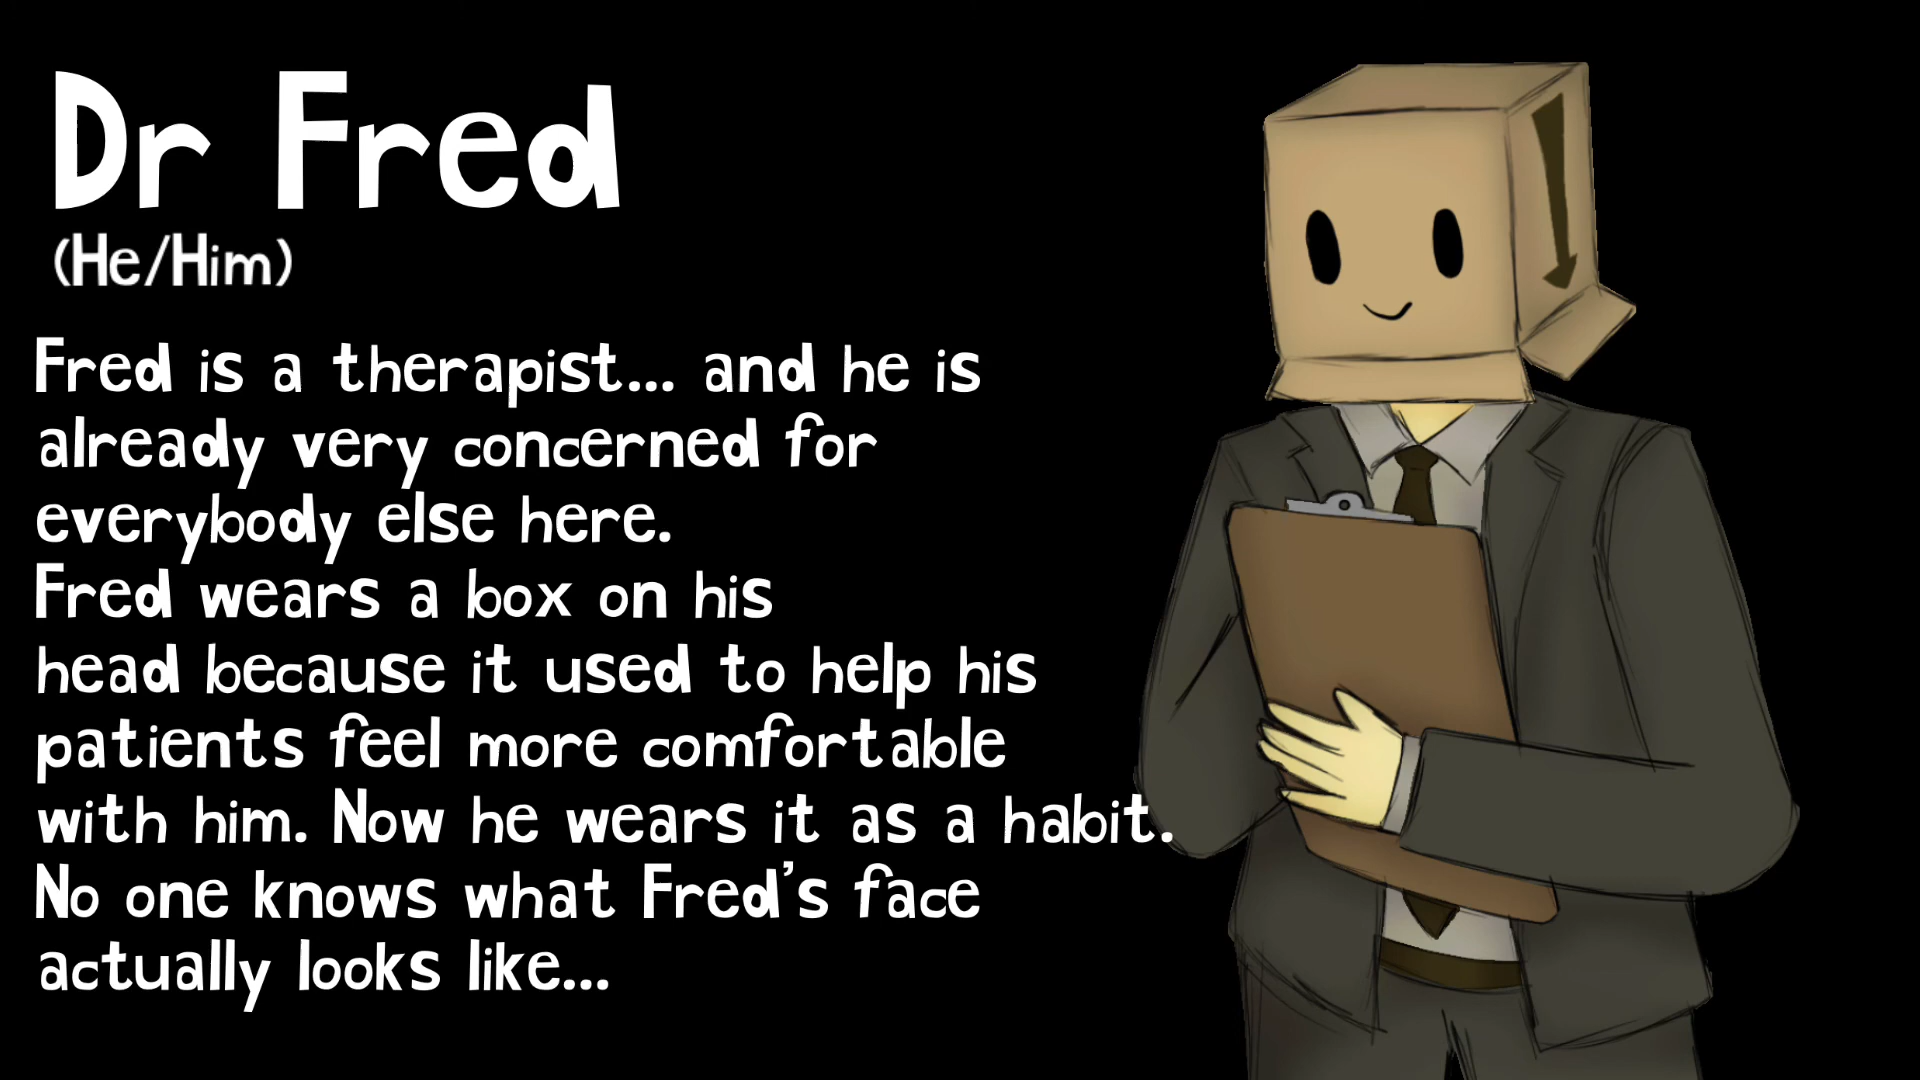 Dr Fred
(He/Him)
Fred is a therapist... and he is
already very concerned for
everybody else here.
Fred wears a box on his
head because it used to help his
patients feel more comfortable
with him. Now he wears it as a habit.
No one knows what Fred's face
actually looks like...